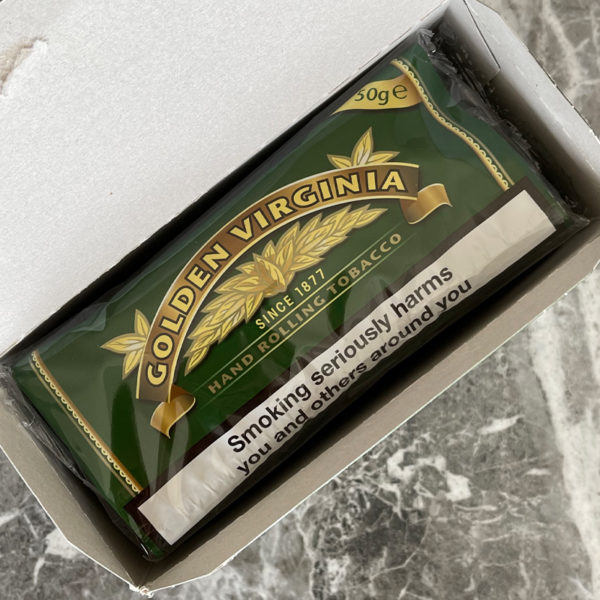 50g e
GOLDEN VIRGINIA
SINCE 1877
HAND ROLLING TOBACCO
Smoking seriously harms
you and others around you